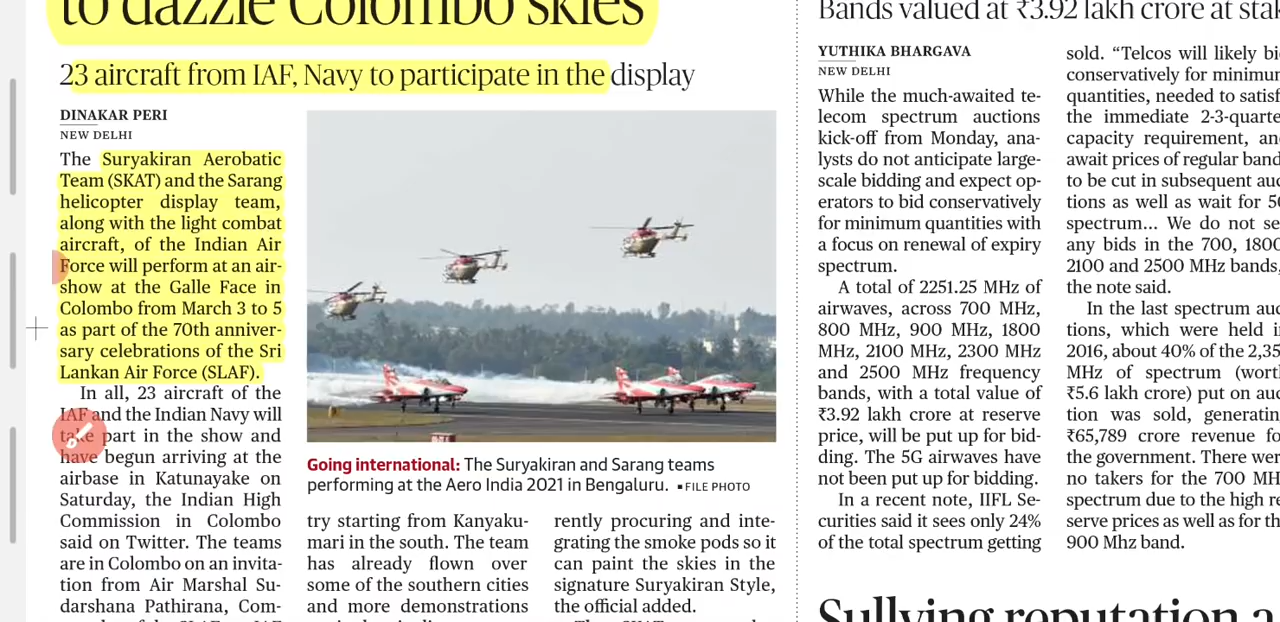 to dazzle Colombo skies
23 aircraft from IAF, Navy to participate in the display
DINAKAR PERI
NEW DELHI
The Suryakiran Aerobatic
Team (SKAT) and the Sarang
helicopter display team,
along with the light combat
aircraft, of the Indian Air
Force will perform at an air-
show at the Galle Face in
Colombo from March 3 to 5
as part of the 70th anniver-
sary celebrations of the Sri
Lankan Air Force (SLAF).
In all, 23 aircraft of the
IAF and the Indian Navy will
take part in the show and
have begun arriving at the
airbase in Katunayake on
Saturday, the Indian High
Commission in Colombo
said on Twitter. The teams
are in Colombo on an invita-
tion from Air Marshal Su-
darshana Pathirana, Com-
Going international: The Suryakiran and Sarang teams
performing at the Aero India 2021 in Bengaluru. ▪FILE PHOTO
try starting from Kanyaku-
mari in the south. The team
has already flown over
some of the southern cities
and more demonstrations
rently procuring and inte-
grating the smoke pods so it
can paint the skies in the
signature Suryakiran Style,
the official added.
Bands valued at ₹3.92 lakh crore at
YUTHIKA BHARGAVA
NEW DELHI
While the much-awaited te-
lecom spectrum auctions
kick-off from Monday, ana-
lysts do not anticipate large-
scale bidding and expect op-
erators to bid conservatively
for minimum quantities with
a focus on renewal of expiry
spectrum.
A total of 2251.25 MHz of
airwaves, across 700 MHz,
800 MHz, 900 MHz, 1800
MHz, 2100 MHz, 2300 MHz
and 2500 MHz frequency
bands, with a total value of
₹3.92 lakh crore at reserve
price, will be put up for bid-
ding. The 5G airwaves have
not been put up for bidding.
In a recent note, IIFL Se-
curities said it sees only 24%
of the total spectrum getting
sold. "Telcos will likely
conservatively for minimum
quantities, needed to
the immediate 2-3-quarter
capacity requirement,
await prices of regular
to be cut in subsequent
tions as well as wait for
spectrum... We do not
any bids in the 700, 1800
2100 and 2500 MHz bands,
the note said.
In the last spectrum
tions, which were held
2016, about 40% of the
MHz of spectrum
₹5.6 lakh crore) put on
tion was sold,
₹65,789 crore revenue
the government. There
no takers for the 700
spectrum due to the high
serve prices as well as for
900 Mhz band.
Sullying reputation a